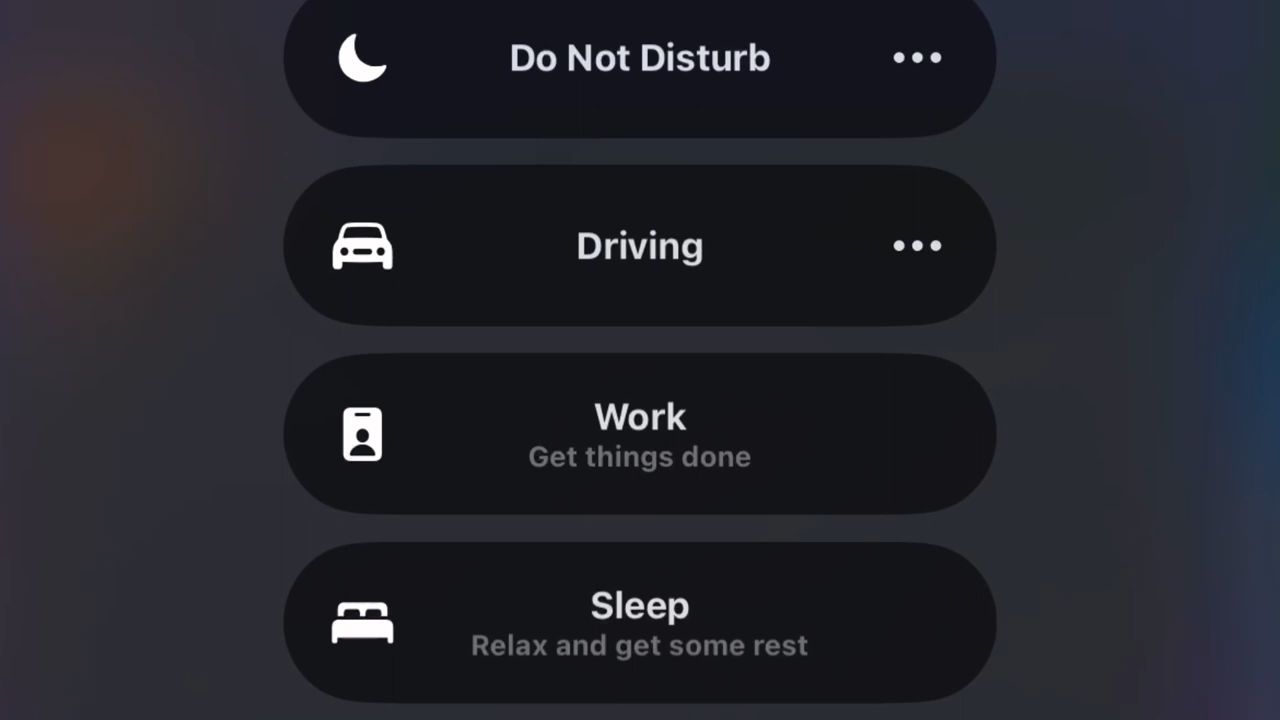 Do Not Disturb
Driving
Work
Get things done
Sleep
Relax and get some rest